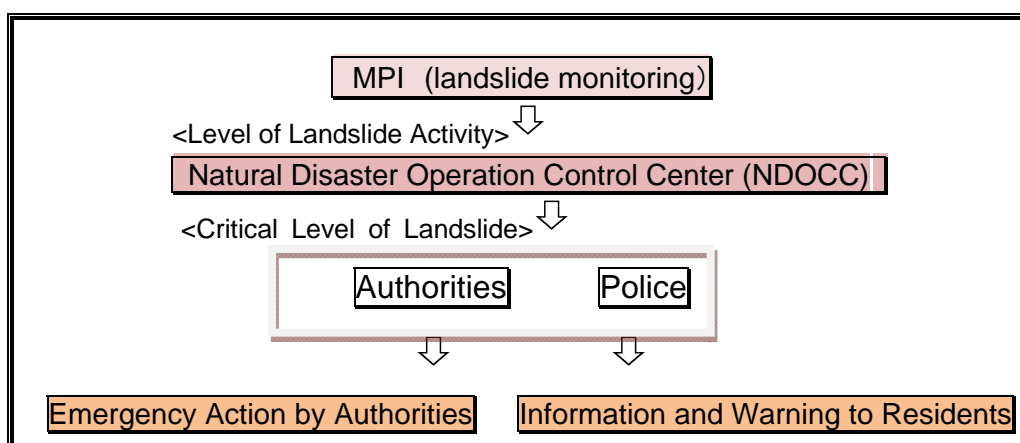 MPI (landslide monitoring）
<Level of Landslide Activity>
Natural Disaster Operation Control Center (NDOCC)
<Critical Level of Landslide>
Authorities Police
Emergency Action by Authorities Information and Warning to Residents